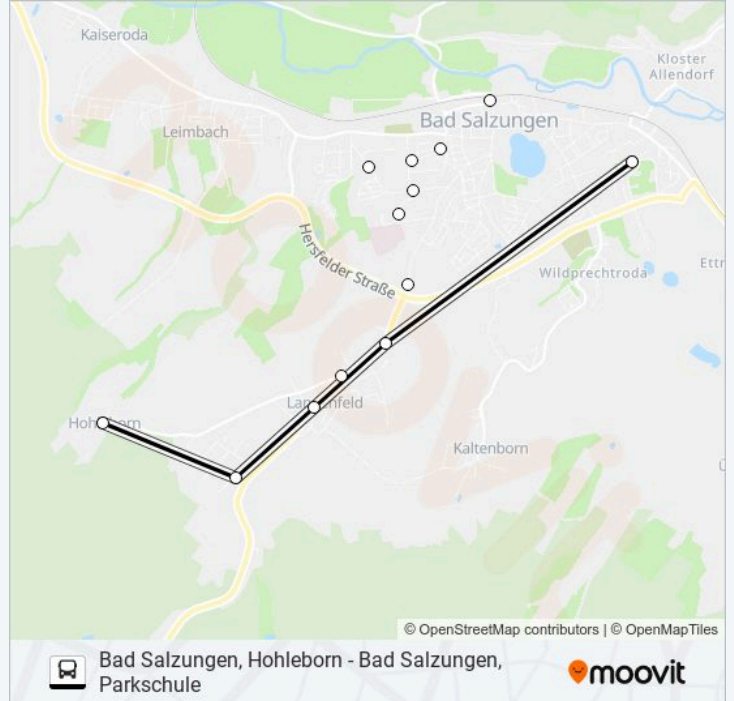 Kaiseroda
Kloster
Allendorf
Leimbach
Bad Salzungen
Hersfelder Straße
Wildprechtroda
Ettr
Kaltenborn
© OpenStreetMap contributors | © OpenMapTiles
Bad Salzungen, Hohleborn - Bad Salzungen,
Parkschule
moovit